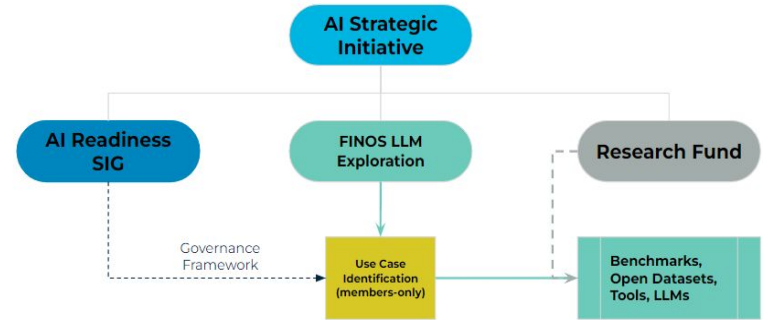 AI Strategic
Initiative
AI Readiness
SIG
FINOS LLM
Exploration
Research Fund
Governance
Framework
Use Case
Identification
(members-only)
Benchmarks,
Open Datasets,
Tools, LLMs